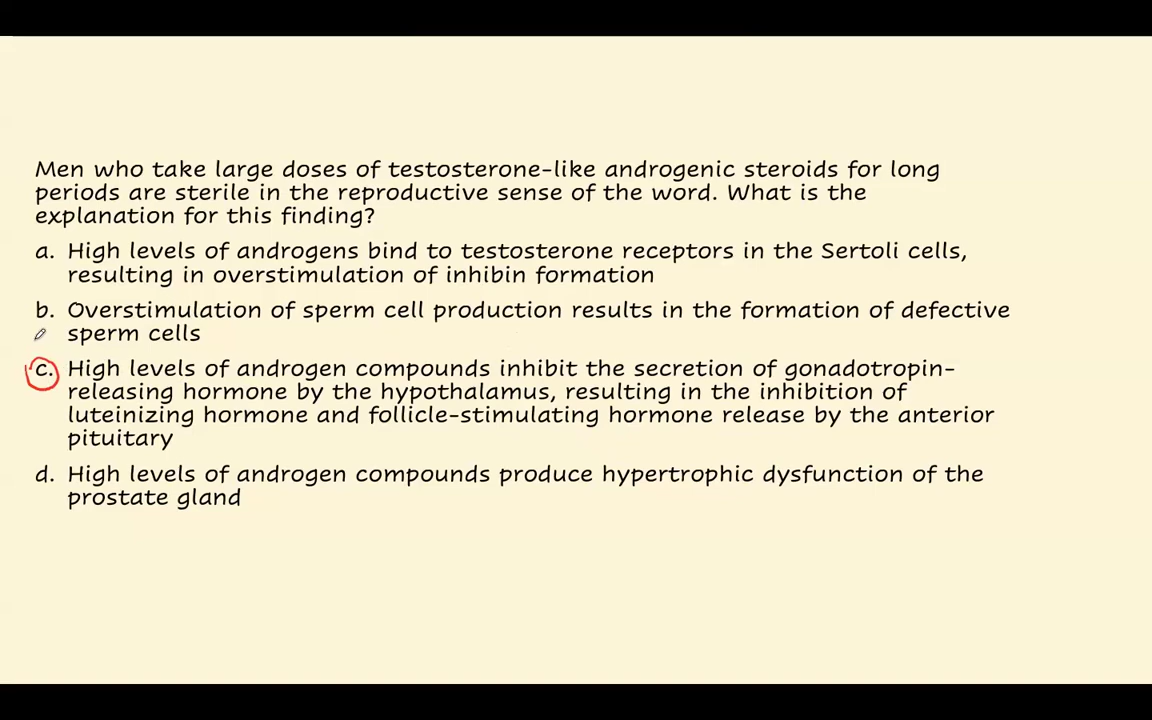 Men who take large doses of testosterone-like androgenic steroids for long
periods are sterile in the reproductive sense of the word. What is the
explanation for this finding?
a. High levels of androgens bind to testosterone receptors in the Sertoli cells,
resulting in overstimulation of inhibin formation
b. Overstimulation of sperm cell production results in the formation of defective
sperm cells
c. High levels of androgen compounds inhibit the secretion of gonadotropin-
releasing hormone by the hypothalamus, resulting in the inhibition of
luteinizing hormone and follicle-stimulating hormone release by the anterior
pituitary
d. High levels of androgen compounds produce hypertrophic dysfunction of the
prostate gland